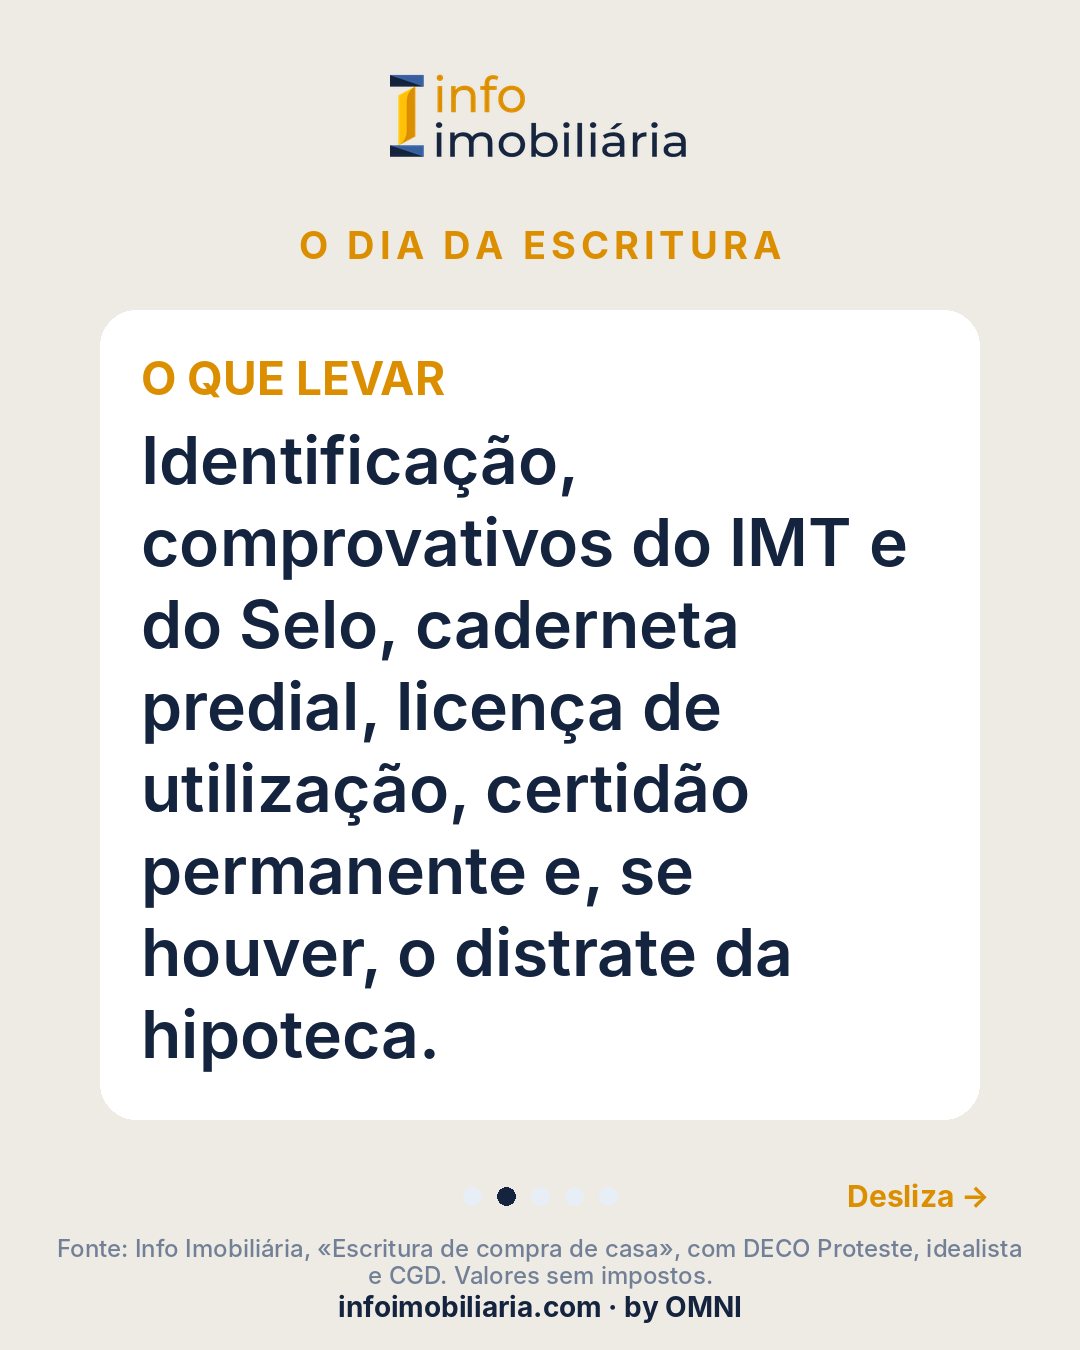 info
imobiliária
O DIA DA ESCRITURA
O QUE LEVAR
Identificação,
comprovativos do IMT e
do Selo, caderneta
predial, licença de
utilização, certidão
permanente e, se
houver, o distrate da
hipoteca.
Desliza →
Fonte: Info Imobiliária, «Escritura de compra de casa», com DECO Proteste, idealista
e CGD. Valores sem impostos.
infoimobiliaria.com · by OMNI